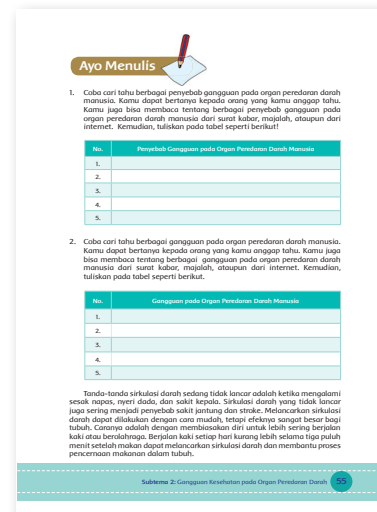 Ayo Menulis
1. Coba cari tahu berbagai penyebab gangguan pada organ peredaran darah
manusia. Kamu dapat bertanya kepada orang yang kamu anggap tahu.
Kamu juga bisa membaca tentang berbagai penyebab gangguan pada
organ peredaran darah manusia dari surat kabar, majalah, ataupun dari
internet. Kemudian, tuliskan pada tabel seperti berikut!
No. Penyebab Gangguan pada Organ Peredaran Darah Manusia
1.
2.
3.
4.
5.
2. Coba cari tahu berbagai gangguan pada organ peredaran darah manusia.
Kamu dapat bertanya kepada orang yang kamu anggap tahu. Kamu juga
bisa membaca tentang berbagai gangguan pada organ peredaran darah
manusia dari surat kabar, majalah, ataupun dari internet. Kemudian,
tuliskan pada tabel seperti berikut.
No. Gangguan pada Organ Peredaran Darah Manusia
1.
2.
3.
4.
5.
Tanda-tanda sirkulasi darah sedang tidak lancar adalah ketika mengalami
sesak napas, nyeri dada, dan sakit kepala. Sirkulasi darah yang tidak lancar
juga sering menjadi penyebab sakit jantung dan stroke. Melancarkan sirkulasi
darah dapat dilakukan dengan cara mudah, tetapi efeknya sangat besar bagi
tubuh. Caranya adalah dengan membiasakan diri untuk lebih sering berjalan
kaki atau berolahraga. Berjalan kaki setiap hari kurang lebih selama tiga puluh
menit setelah makan dapat melancarkan sirkulasi darah dan membantu proses
pencernaan makanan dalam tubuh.
Subtema 2: Gangguan Kesehatan pada Organ Peredaran Darah 55